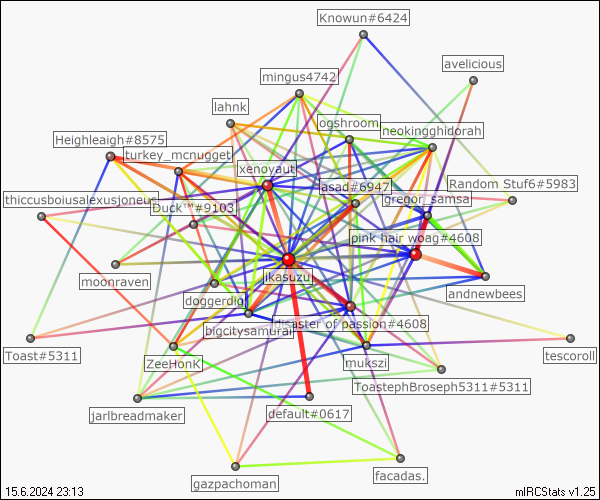 Knowun#6424
avelicious
mingus4742
lahnk
ogshroom
neokingghidorah
Heighleaigh#8575
turkey_mcnugget
xenoyaut
asad#6947
Random Stuf6#5983
gregor_samsa
thiccusboiusalexusjoneus
Duck™#9103
pink hair woag#4608
moonraven
jikasuzu
doggerdig
andnewbees
bigcitysamurai
disaster of passion#4608
Toast#5311
ZeeHonk
mukszi
tescoroll
ToastephBroseph5311#5311
jarlbreadmaker
default#0617
gazpachoman
facadas.
15.6.2024 23:13
mIRCStats v1.25